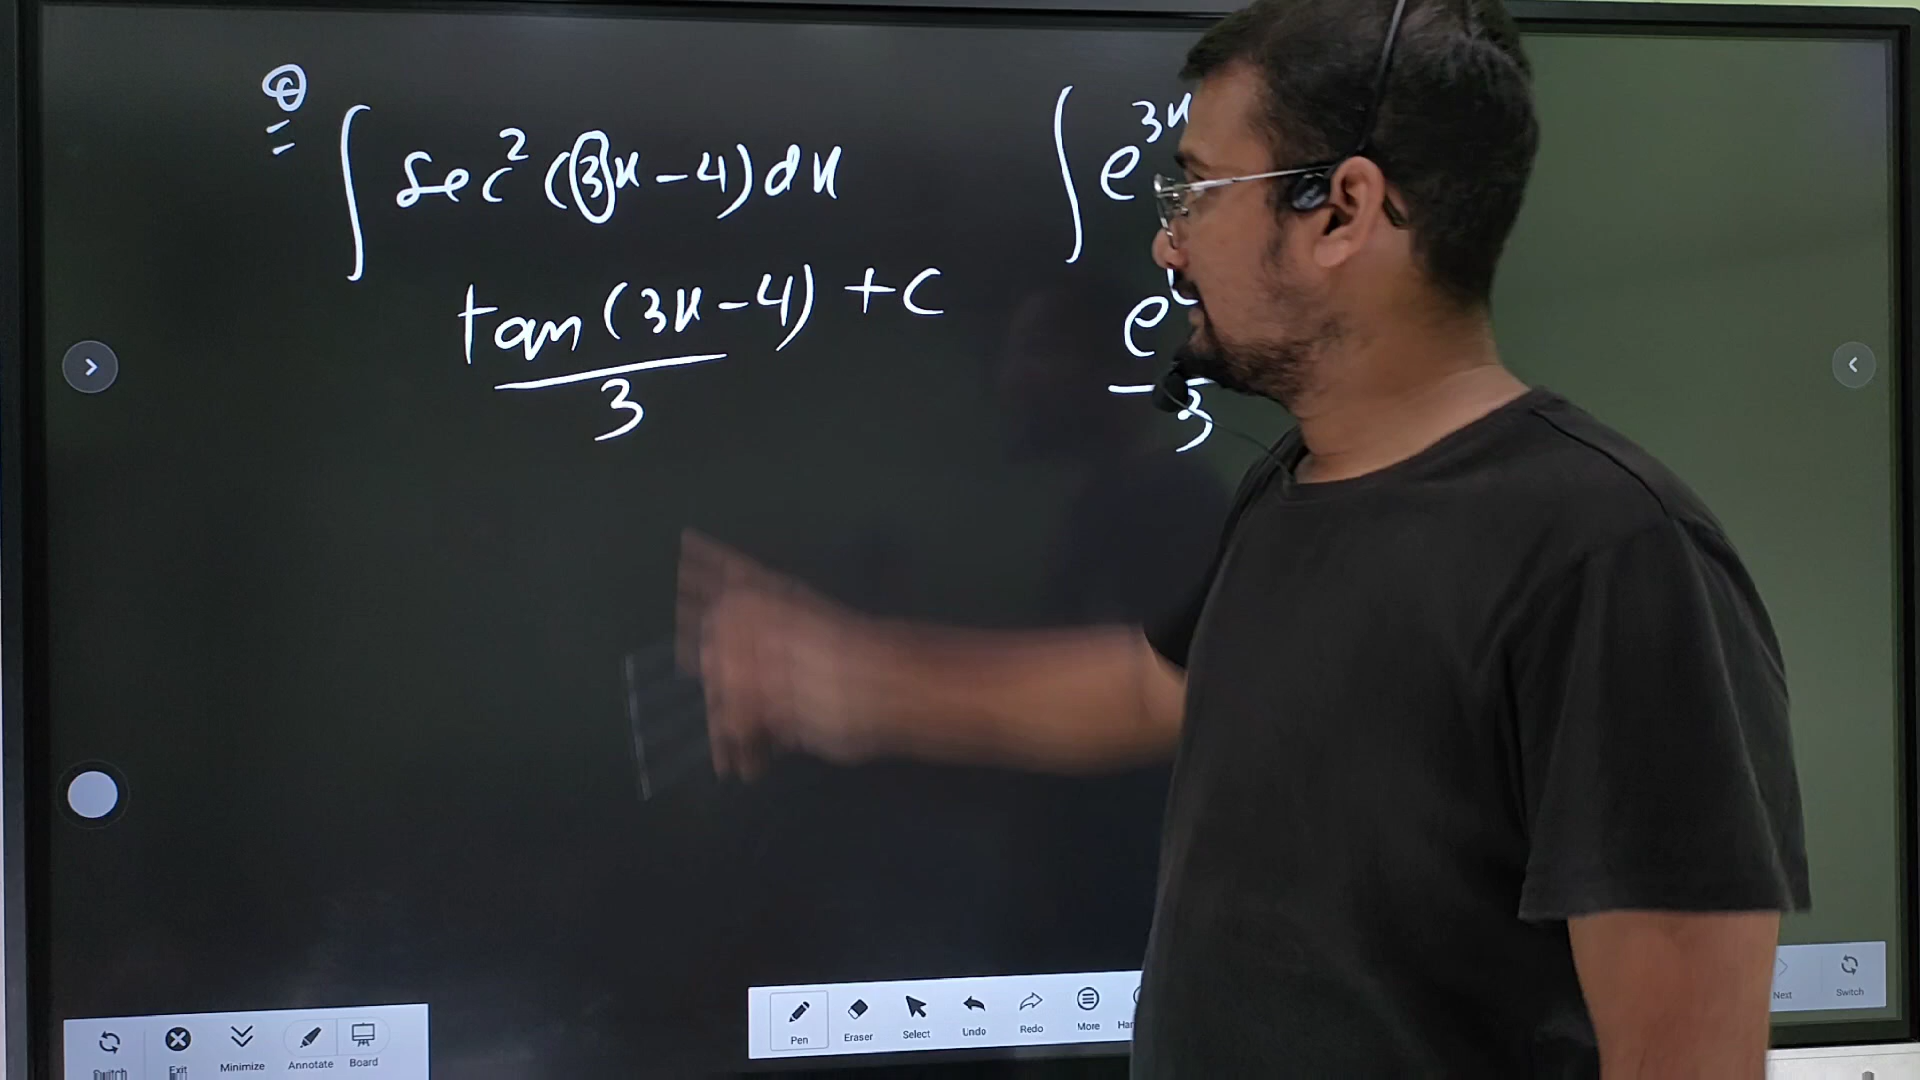 Q
∫ sec² (3x-4) dx
tan (3x-4) + c
3
∫ e^3x
e
3
Switch
Exit
Minimize
Annotate
Board
Pen
Eraser
Select
Undo
Redo
More
Next
Switch